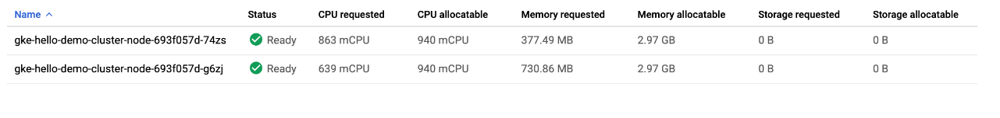 Name Status CPU requested CPU allocatable Memory requested Memory allocatable Storage requested Storage allocatable
gke-hello-demo-cluster-node-693f057d-74zs Ready 863 mCPU 940 mCPU 377.49 MB 2.97 GB 0 B 0 B
gke-hello-demo-cluster-node-693f057d-g6zj Ready 639 mCPU 940 mCPU 730.86 MB 2.97 GB 0 B 0 B